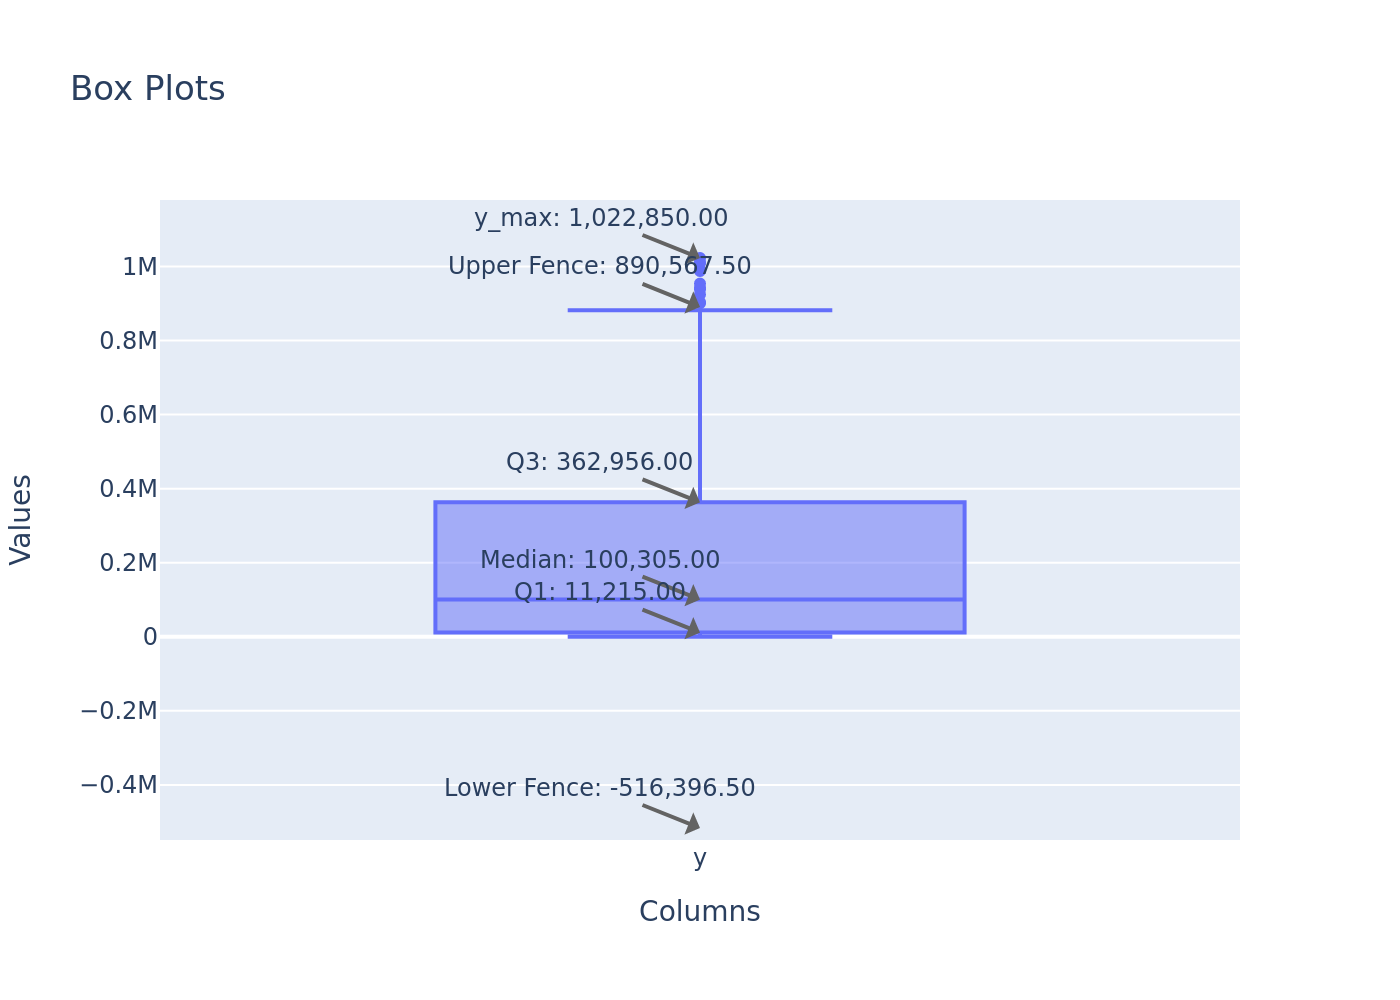 Box Plots
y_max: 1,022,850.00
1M
Upper Fence: 890,567.50
0.8M
0.6M
Q3: 362,956.00
0.4M
Median: 100,305.00
0.2M
Q1: 11,215.00
0
−0.2M
−0.4M
Lower Fence: -516,396.50
Values
y
Columns